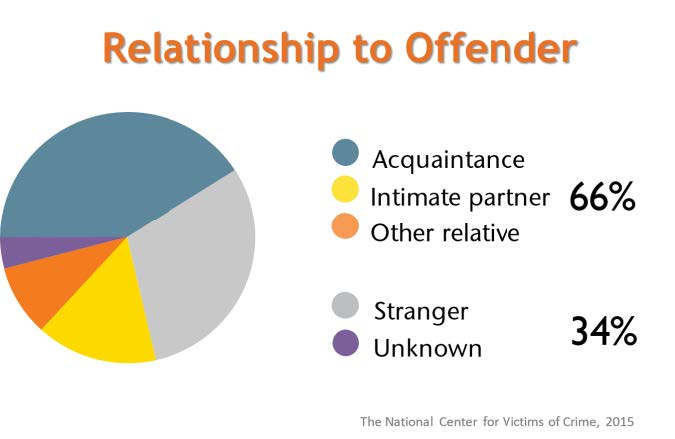 Relationship to Offender
Acquaintance
Intimate partner 66%
Other relative
Stranger
34%
Unknown
The National Center for Victims of Crime, 2015